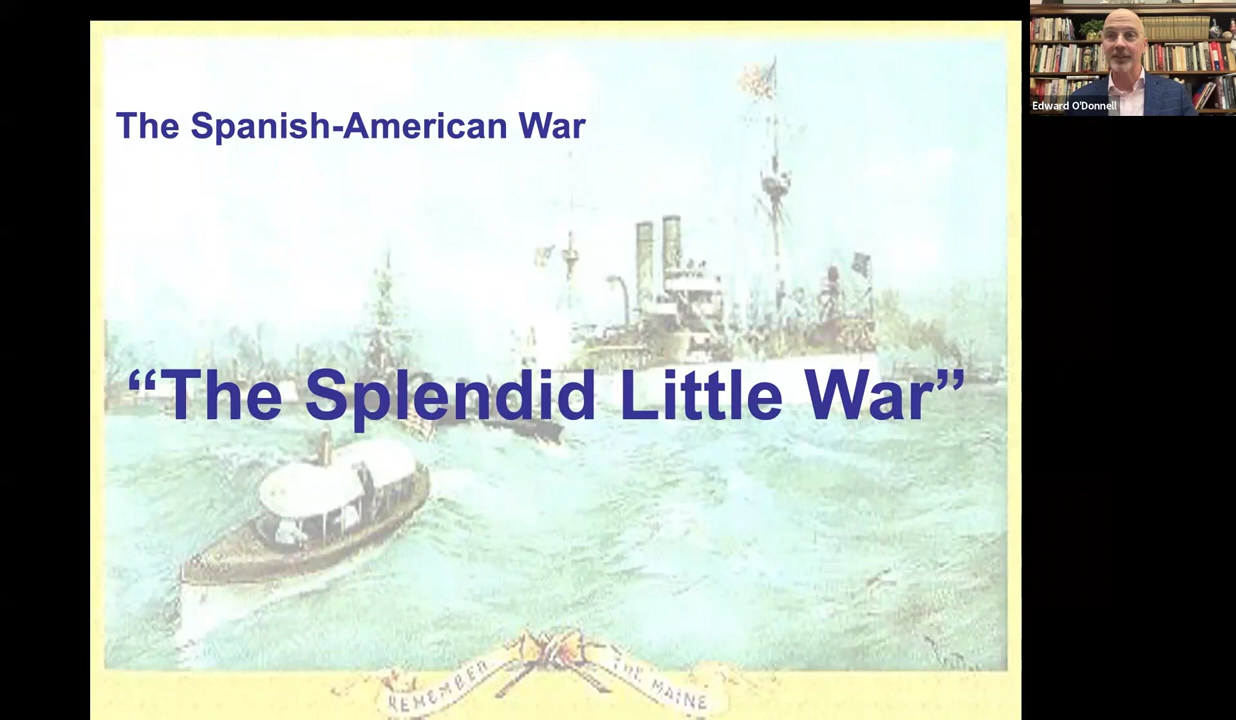 The Spanish-American War
Edward O'Donnell
“The Splendid Little War”
REMEMBER THE MAINE